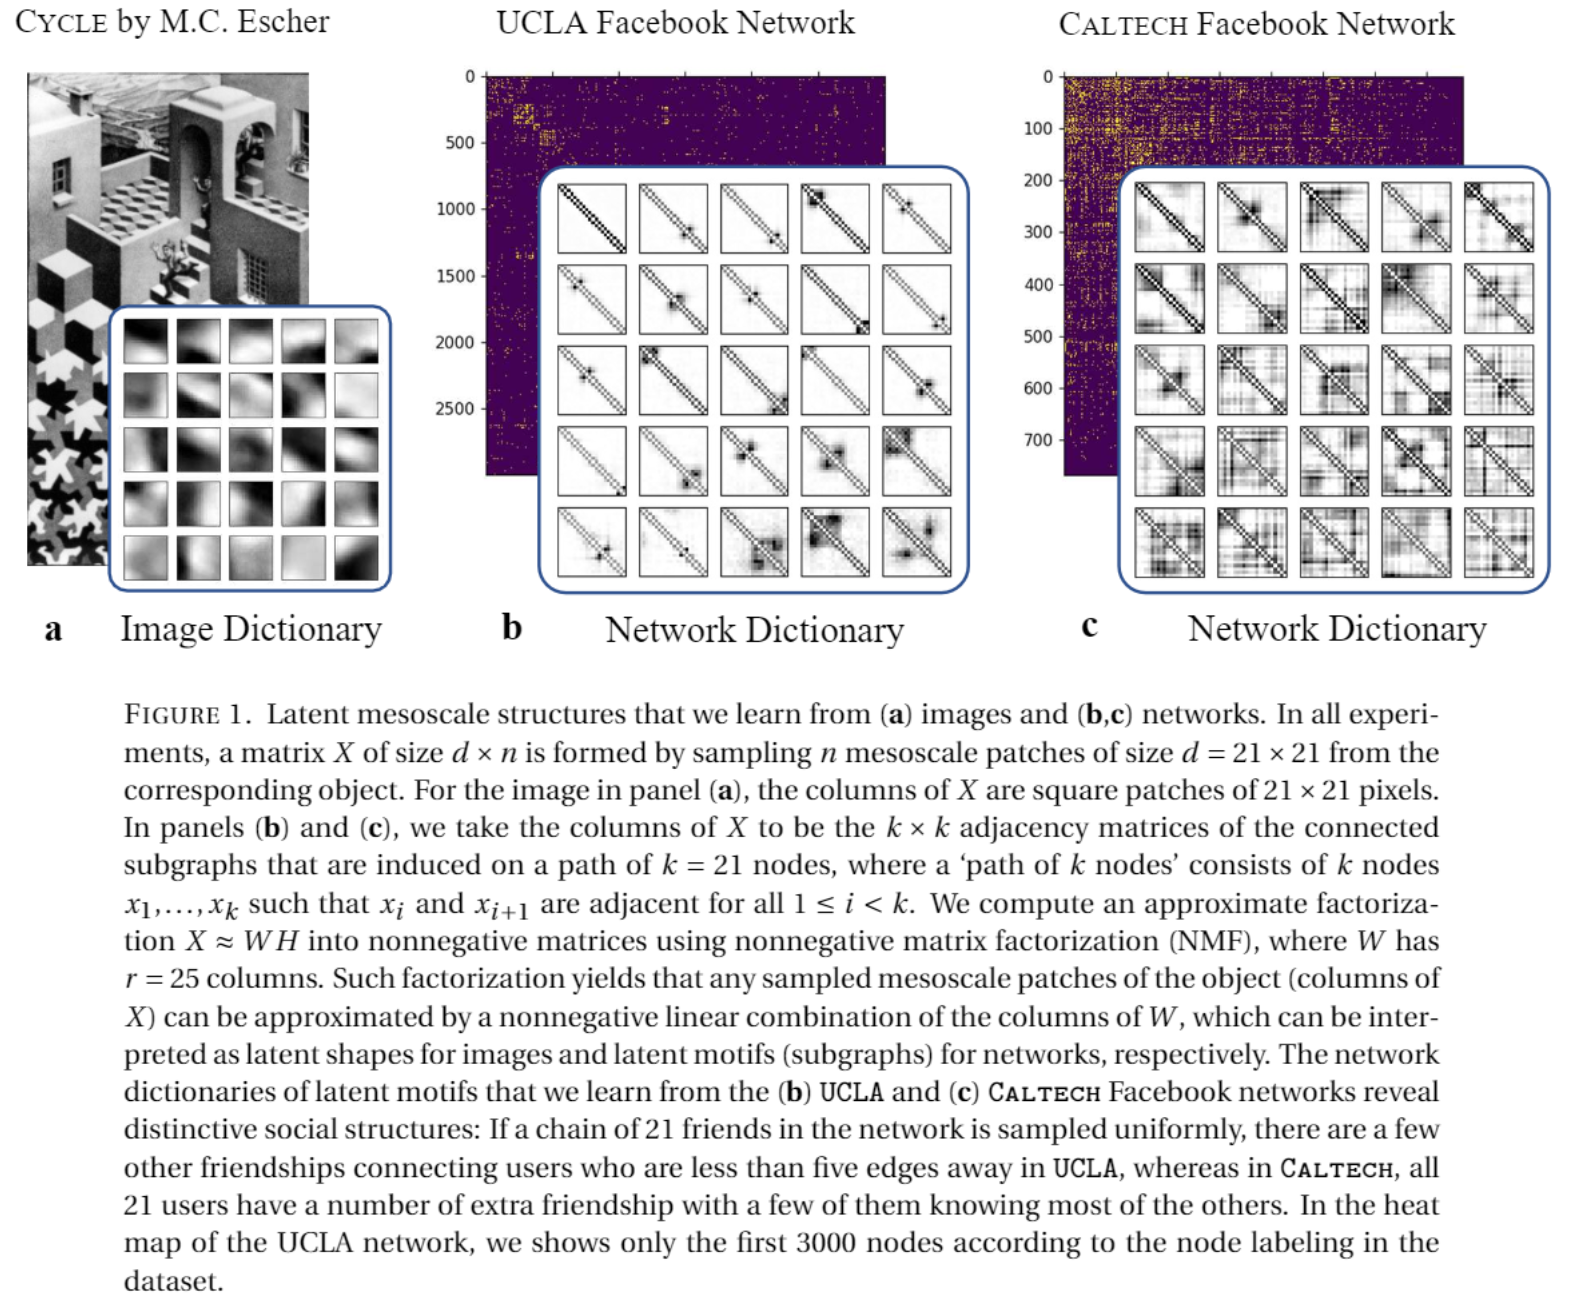 CYCLE by M.C. Escher
UCLA Facebook Network
CALTECH Facebook Network
0
500
1000
1500
2000
2500
0
100
200
300
400
500
600
700
a Image Dictionary
b Network Dictionary
c Network Dictionary
FIGURE 1. Latent mesoscale structures that we learn from (a) images and (b,c) networks. In all experi-
ments, a matrix X of size d × n is formed by sampling n mesoscale patches of size d = 21 × 21 from the
corresponding object. For the image in panel (a), the columns of X are square patches of 21 × 21 pixels.
In panels (b) and (c), we take the columns of X to be the k × k adjacency matrices of the connected
subgraphs that are induced on a path of k = 21 nodes, where a ‘path of k nodes’ consists of k nodes
x1,...,xk such that xi and xi+1 are adjacent for all 1 ≤ i < k. We compute an approximate factoriza-
tion X ≈ WH into nonnegative matrices using nonnegative matrix factorization (NMF), where W has
r = 25 columns. Such factorization yields that any sampled mesoscale patches of the object (columns of
X) can be approximated by a nonnegative linear combination of the columns of W, which can be inter-
preted as latent shapes for images and latent motifs (subgraphs) for networks, respectively. The network
dictionaries of latent motifs that we learn from the (b) UCLA and (c) CALTECH Facebook networks reveal
distinctive social structures: If a chain of 21 friends in the network is sampled uniformly, there are a few
other friendships connecting users who are less than five edges away in UCLA, whereas in CALTECH, all
21 users have a number of extra friendship with a few of them knowing most of the others. In the heat
map of the UCLA network, we shows only the first 3000 nodes according to the node labeling in the
dataset.